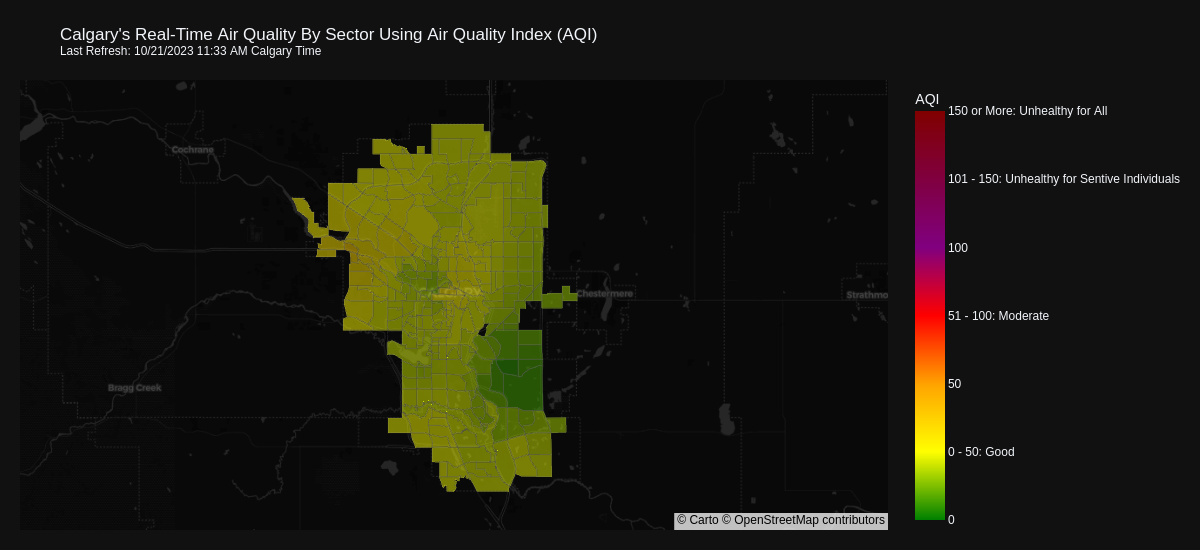 Calgary's Real-Time Air Quality By Sector Using Air Quality Index (AQI)
Last Refresh: 10/21/2023 11:33 AM Calgary Time
AQI
150 or More: Unhealthy for All
Cochrane
101 - 150: Unhealthy for Sentive Individuals
100
Chestermere
Strathmo
51 - 100: Moderate
Bragg Creek
50
0 - 50: Good
© Carto © OpenStreetMap contributors
0